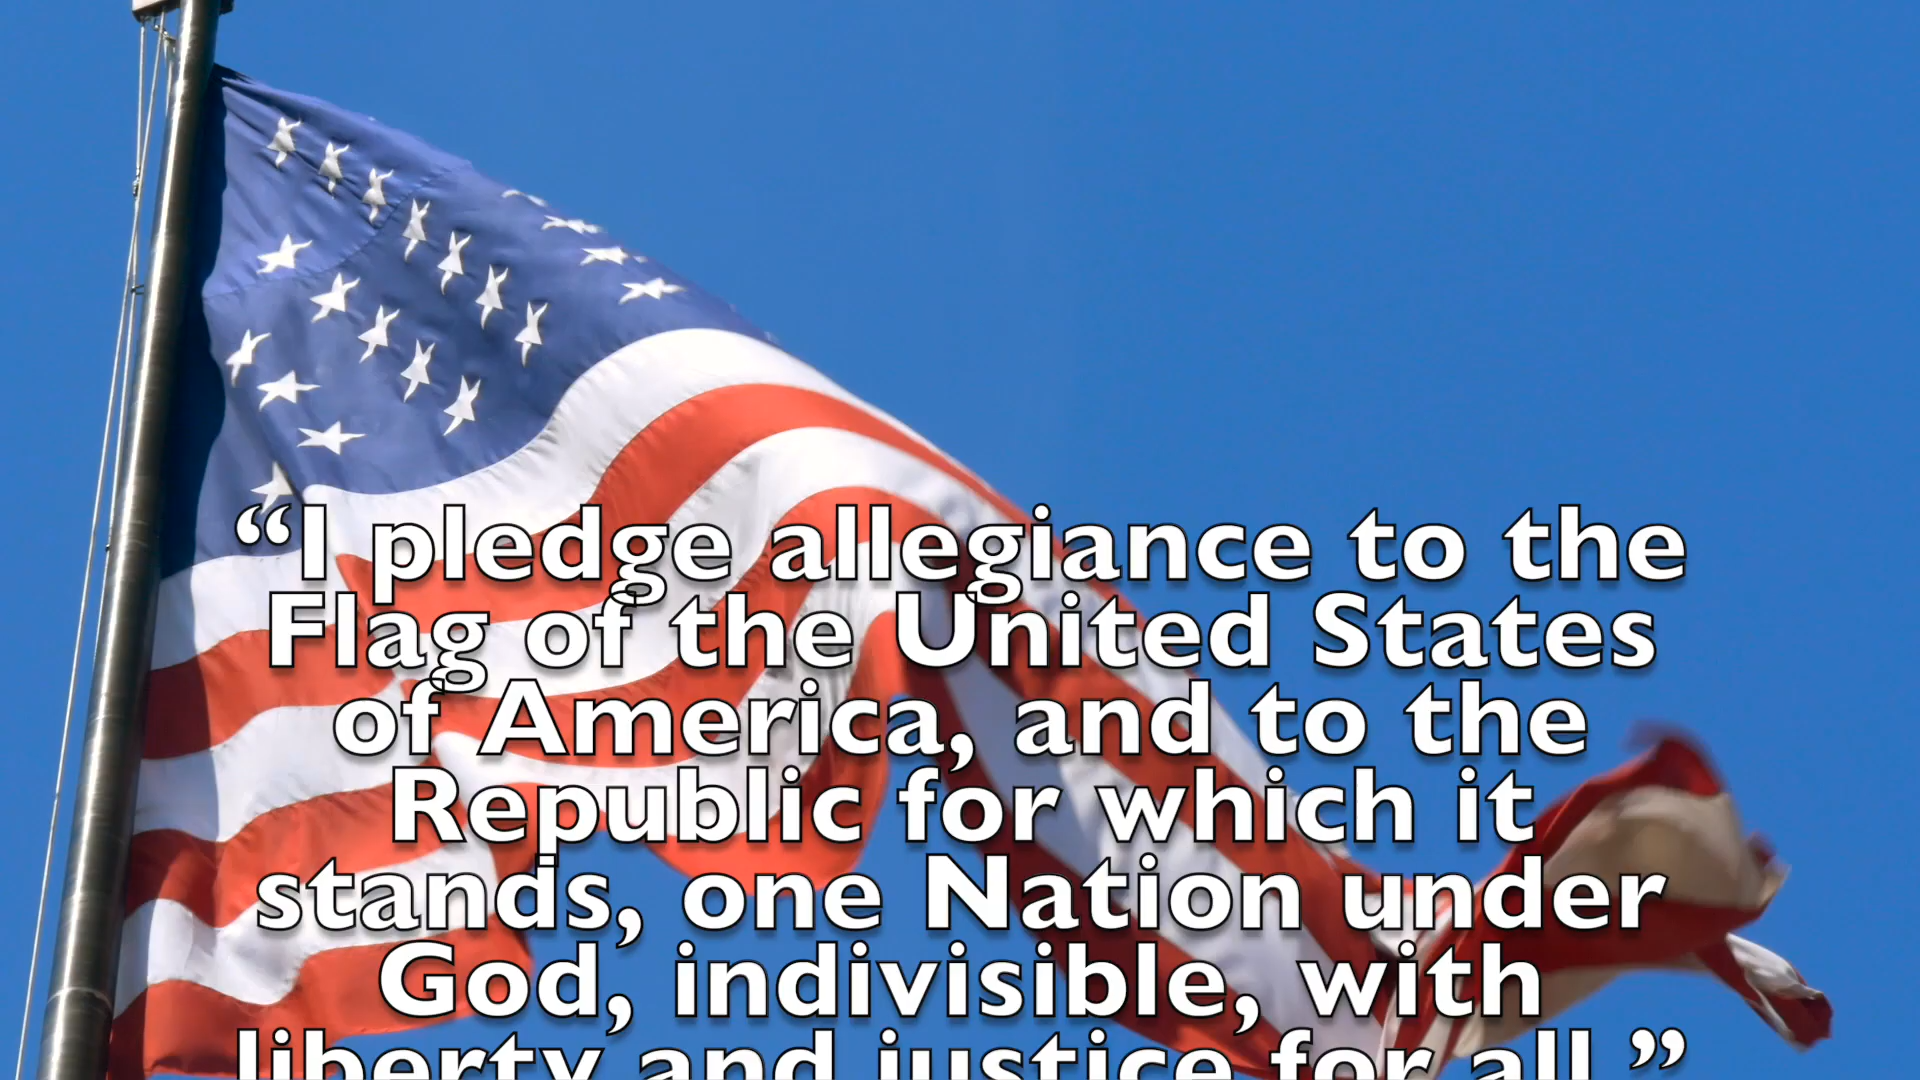 “I pledge allegiance to the
Flag of the United States
of America, and to the
Republic for which it
stands, one Nation under
God, indivisible, with
liberty and justice for all.”